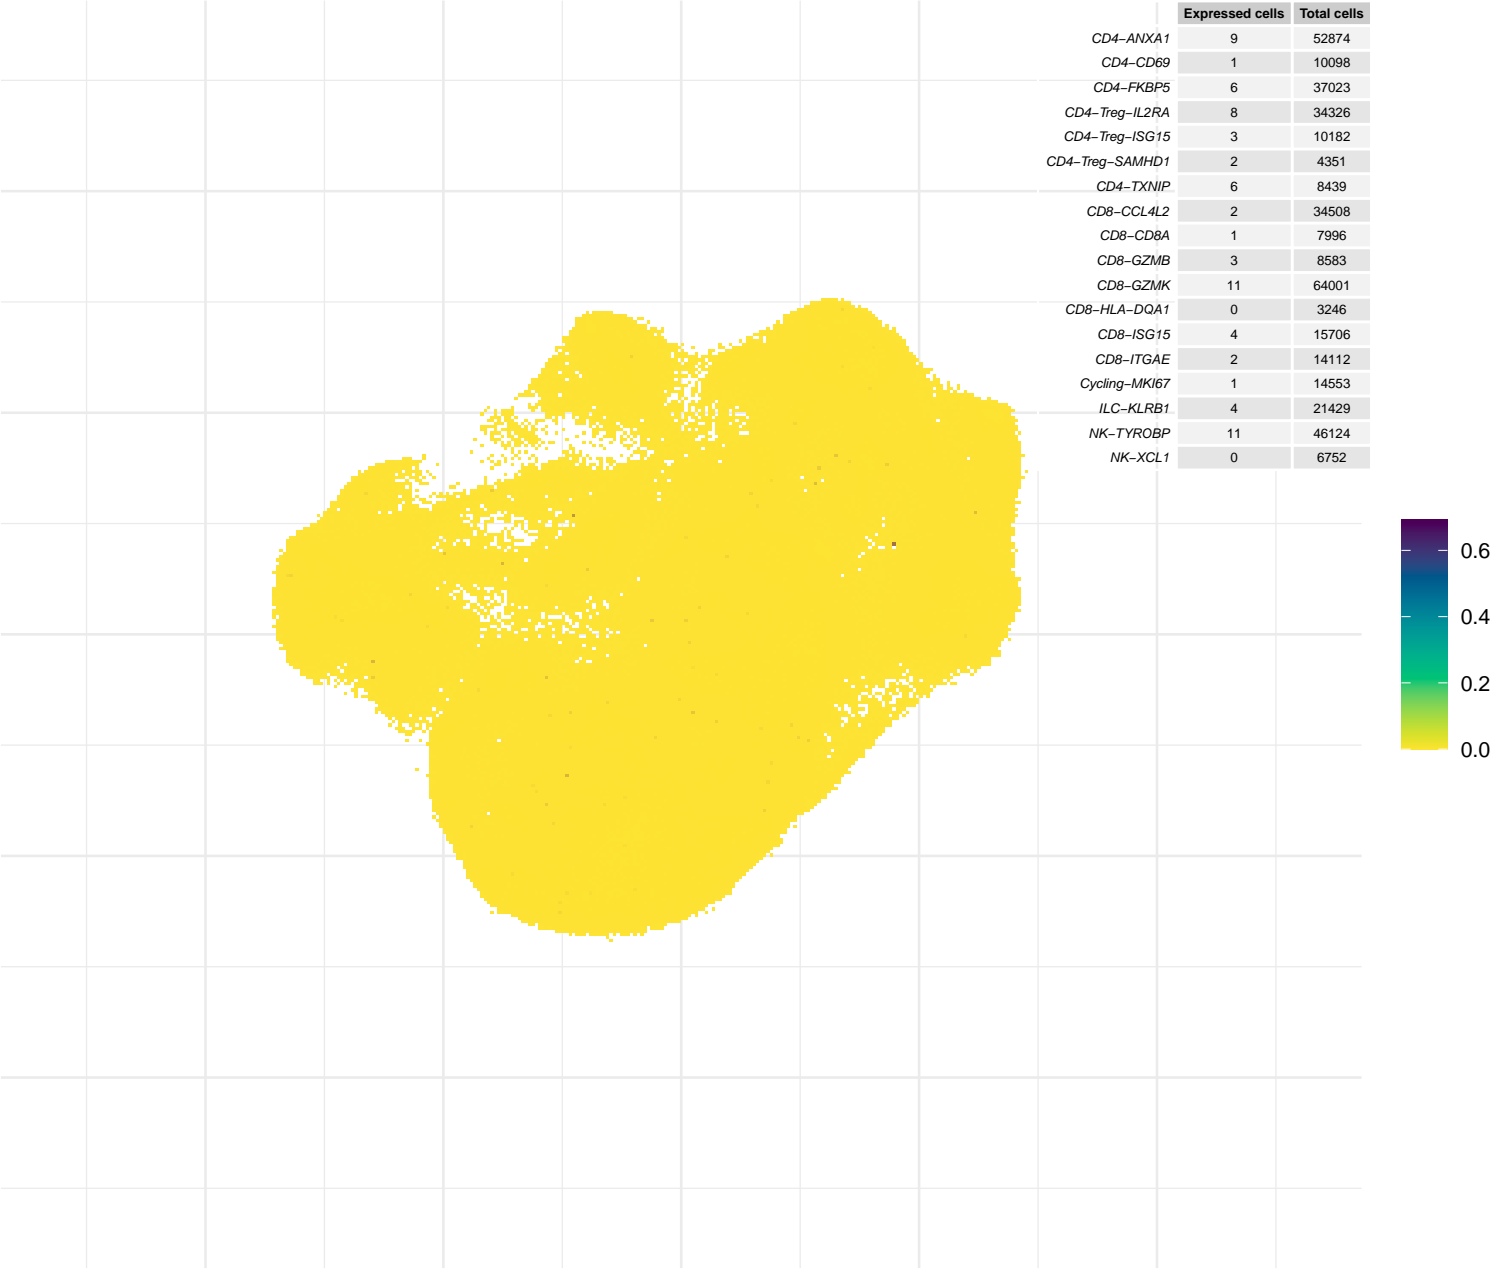 Expressed cells Total cells
CD4−ANXA1 9 52874
CD4−CD69 1 10098
CD4−FKBP5 6 37023
CD4−Treg−IL2RA 8 34326
CD4−Treg−ISG15 3 10182
CD4−Treg−SAMHD1 2 4351
CD4−TXNIP 6 8439
CD8−CCL4L2 2 34508
CD8−CD8A 1 7996
CD8−GZMB 3 8583
CD8−GZMK 11 64001
CD8−HLA−DQA1 0 3246
CD8−ISG15 4 15706
CD8−ITGAE 2 14112
Cycling−MKI67 1 14553
ILC−KLRB1 4 21429
NK−TYROBP 11 46124
NK−XCL1 0 6752
0.6
0.4
0.2
0.0